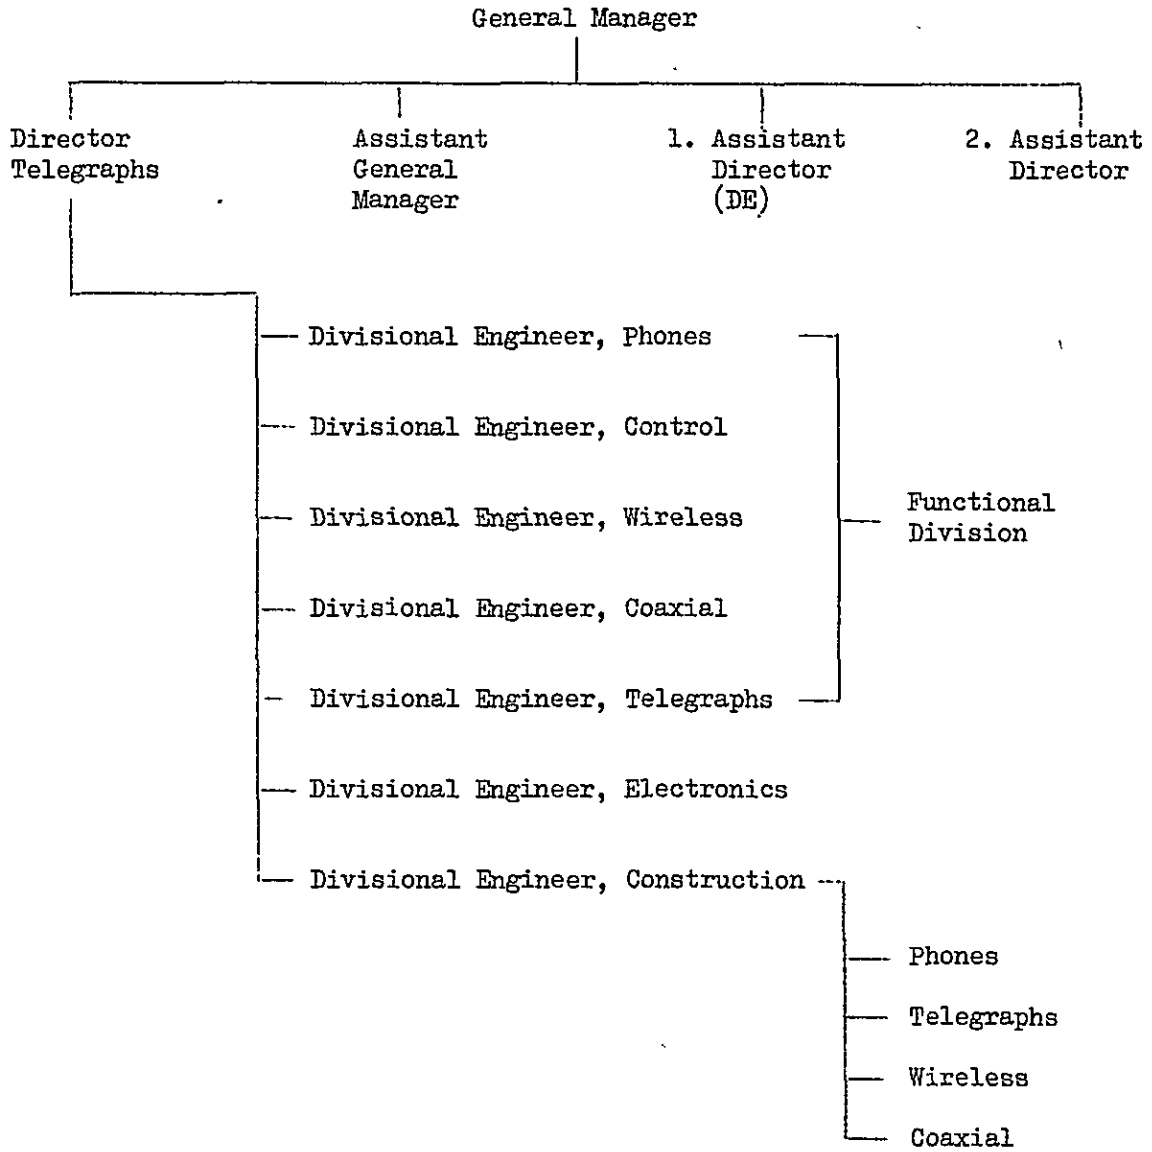 General Manager
Director
Telegraphs
Assistant
General
Manager
1. Assistant
Director
(DE)
2. Assistant
Director
Divisional Engineer, Phones
Divisional Engineer, Control
Divisional Engineer, Wireless
Divisional Engineer, Coaxial
Divisional Engineer, Telegraphs
Functional
Division
Divisional Engineer, Electronics
Divisional Engineer, Construction
Phones
Telegraphs
Wireless
Coaxial